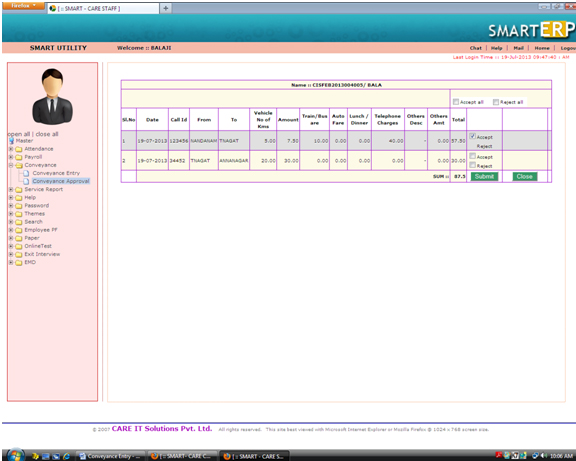 Firefox
[ :: SMART - CARE STAFF ]
+
SMARTERP
SMART UTILITY
Welcome :: BALAJI
Chat | Help | Mail | Home | Logou
Last Login Time :: 19-Jul-2013 09:47:42 : AM
open all | close all
Master
Attendance
Payroll
Conveyance
Conveyance Entry
Conveyance Approval
Service Report
Help
Password
Themes
Search
Employee PF
Paper
OnlineTest
Exit Interview
EMD
Name :: CISFEB2013004005/ BALA
Accept all Reject all
Sl.No Date Call Id From To Vehicle No of Kms Amount Train/Bus are Auto Fare Lunch / Dinner Telephone Charges Others Desc Others Amt Total
1 19-07-2013 123456 NANDANAM TNAGAT 5.00 7.50 10.00 0.00 0.00 40.00 - 0.00 57.50 Accept
Reject
2 19-07-2013 34452 TNAGAT ANNANAGAR 20.00 30.00 0.00 0.00 0.00 0.00 - 0.00 30.00 Accept
Reject
SUM :: 87.5 Submit Close
© 2007 CARE IT Solutions Pvt. Ltd. All rights reserved. This site best viewed with Microsoft Internet Explorer or Mozilla Firefox @ 1024 x 768 screen size.
Conveyance Entry - ...
[ :: SMART- CARE C...
[ :: SMART - CARE S...
10:06 AM